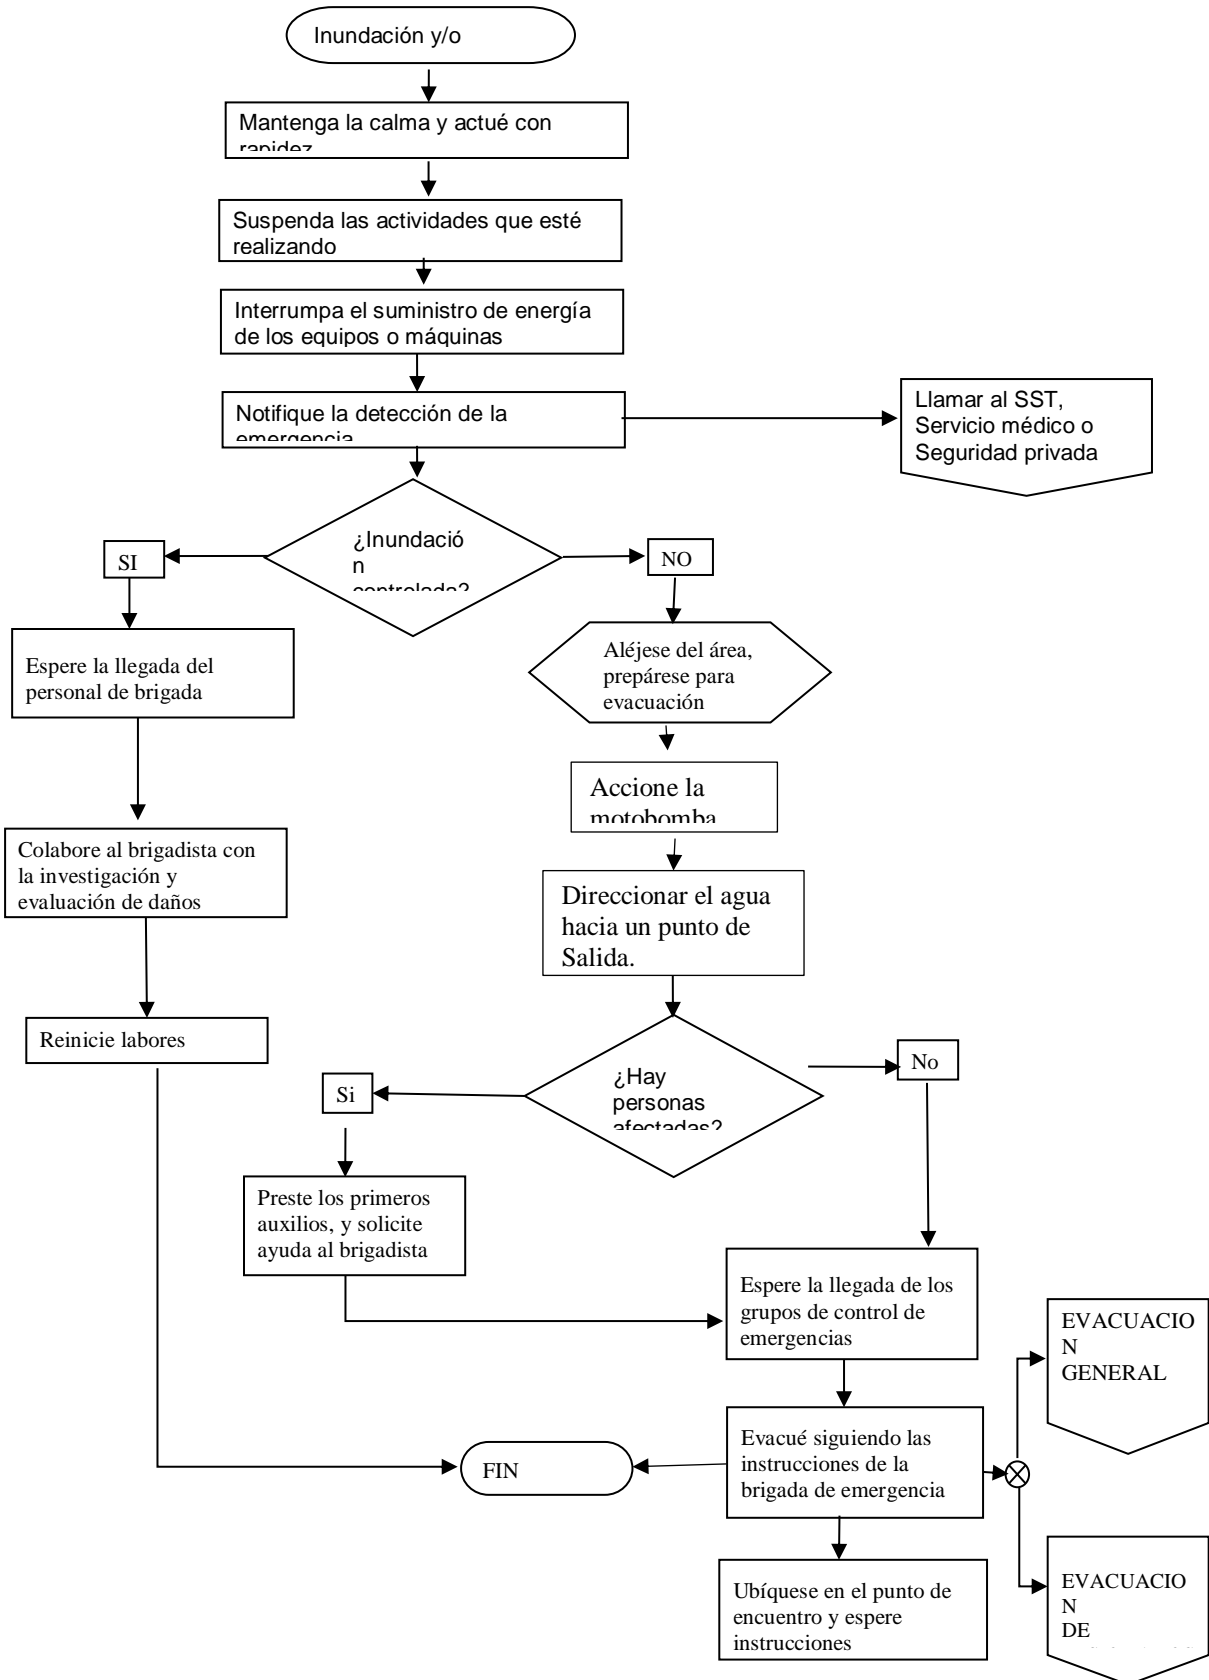 Inundación y/o
Mantenga la calma y actué con
rapidez
Suspenda las actividades que esté
realizando
Interrumpa el suministro de energía
de los equipos o máquinas
Notifique la detección de la
emergencia
Llamar al SST,
Servicio médico o
Seguridad privada
¿Inundació
n
controlada?
SI
NO
Espere la llegada del
personal de brigada
Aléjese del área,
prepárese para
evacuación
Accione la
motobomba
Colabore al brigadista con
la investigación y
evaluación de daños
Direccionar el agua
hacia un punto de
Salida.
Reinicie labores
¿Hay
personas
afectadas?
Si
No
Preste los primeros
auxilios, y solicite
ayuda al brigadista
Espere la llegada de los
grupos de control de
emergencias
EVACUACIO
N
GENERAL
Evacué siguiendo las
instrucciones de la
brigada de emergencia
FIN
Ubíquese en el punto de
encuentro y espere
instrucciones
EVACUACIO
N
DE